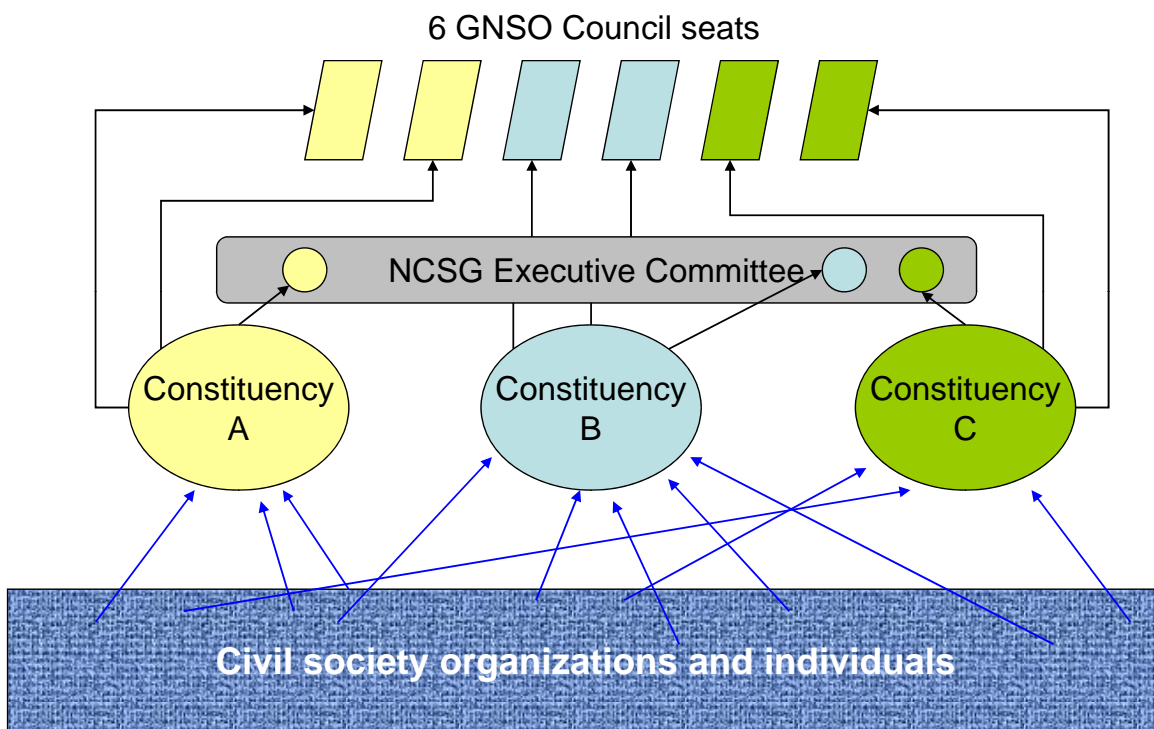 6 GNSO Council seats
NCSG Executive Committee
Constituency
A
Constituency
B
Constituency
C
Civil society organizations and individuals